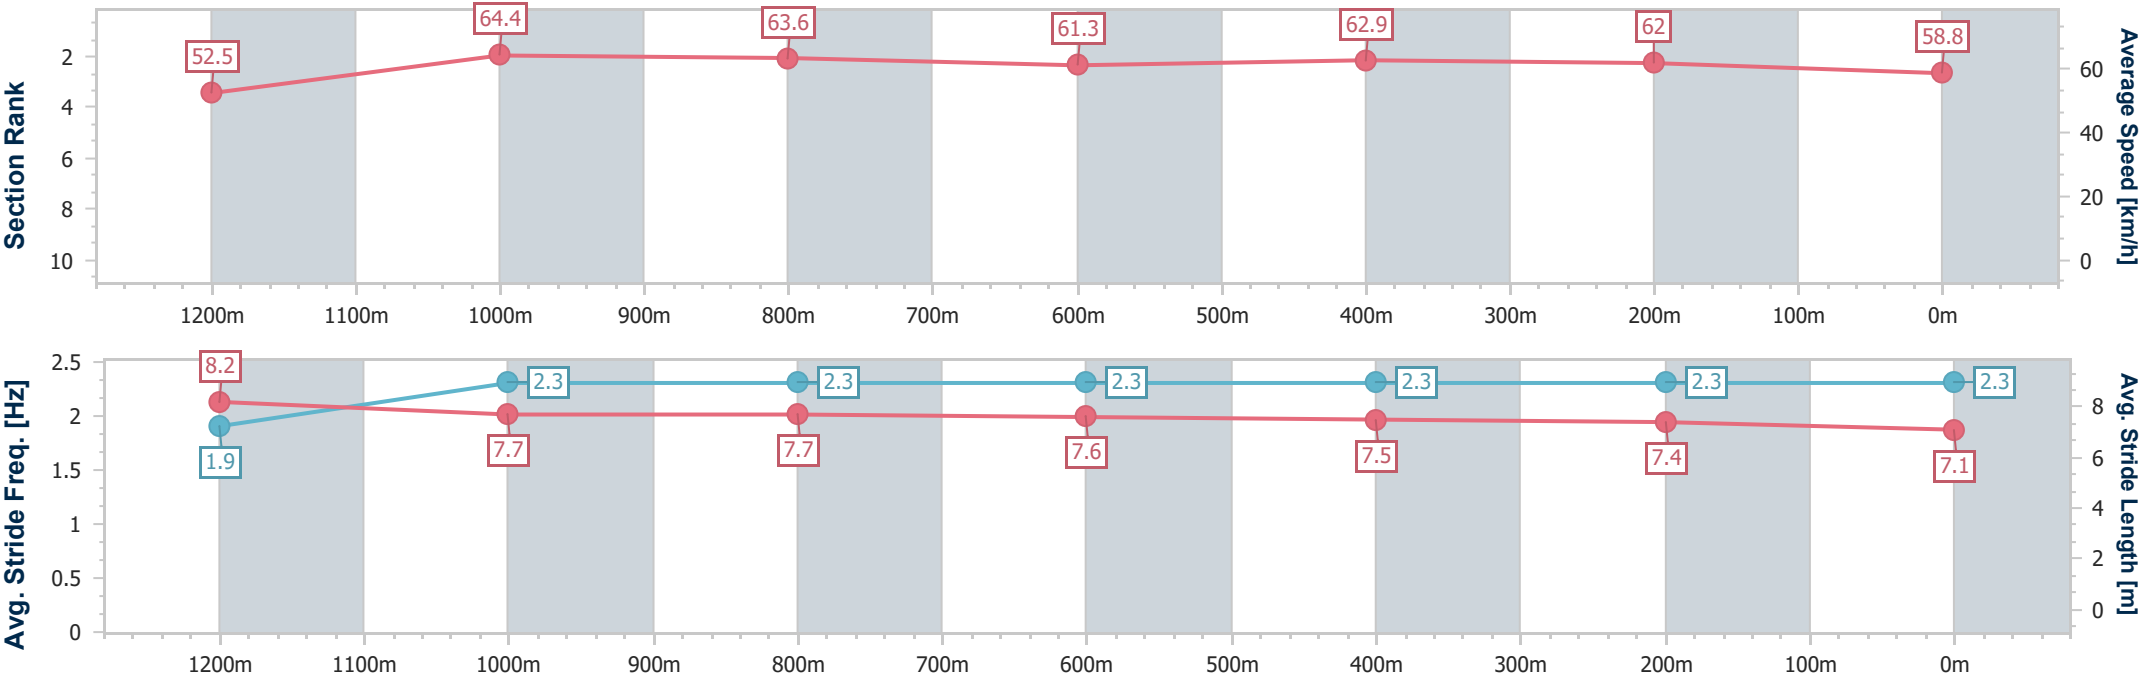 52.5 64.4 63.6 61.3 62.9 62 58.8
Section Rank
2
4
6
8
10
Average Speed [km/h]
60
40
20
0
1200m 1100m 1000m 900m 800m 700m 600m 500m 400m 300m 200m 100m 0m
8.2 7.7 7.7 7.6 7.5 7.4 7.1
1.9 2.3 2.3 2.3 2.3 2.3 2.3
Avg. Stride Freq. [Hz]
2.5
2
1.5
1
0.5
0
Avg. Stride Length [m]
8
6
4
2
0
1200m 1100m 1000m 900m 800m 700m 600m 500m 400m 300m 200m 100m 0m